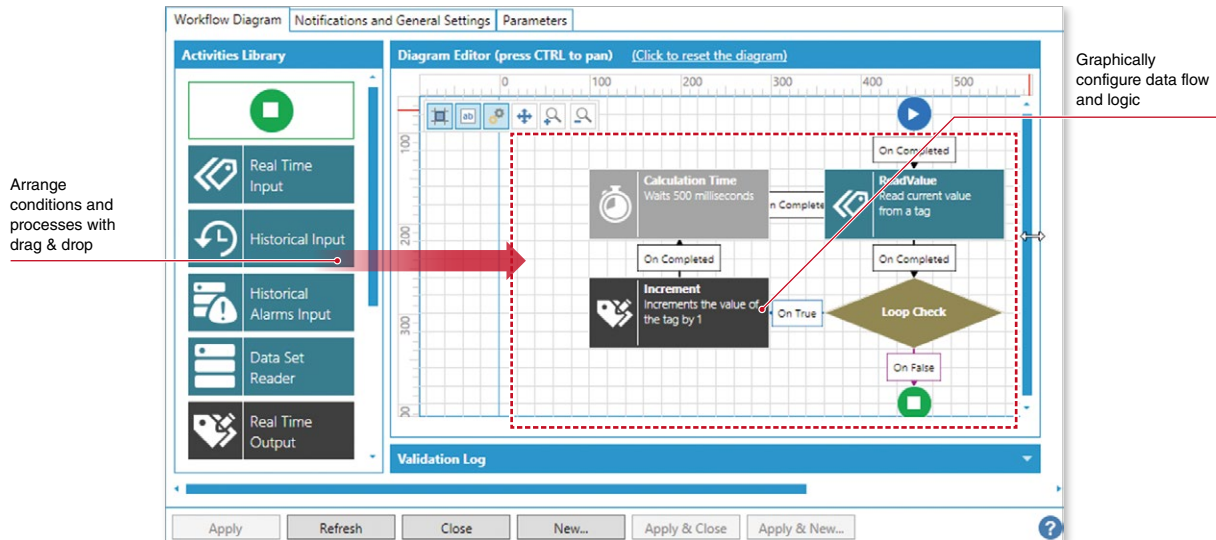 Workflow Diagram
Notifications and General Settings
Parameters
Activities Library
Diagram Editor (press CTRL to pan)
(Click to reset the diagram)
Graphically
configure data flow
and logic
0
100
200
300
400
500
ab
100
200
300
On Completed
Real Time
Input
Calculation Time
Waits 500 milliseconds
n Complete
ReadValue
Read current value
from a tag
Arrange
conditions and
processes with
drag & drop
Historical Input
On Completed
On Completed
Historical
Alarms Input
Increment
Increments the value of
the tag by 1
On True
Loop Check
Data Set
Reader
On False
Real Time
Output
Validation Log
Apply
Refresh
Close
New...
Apply & Close
Apply & New...
?